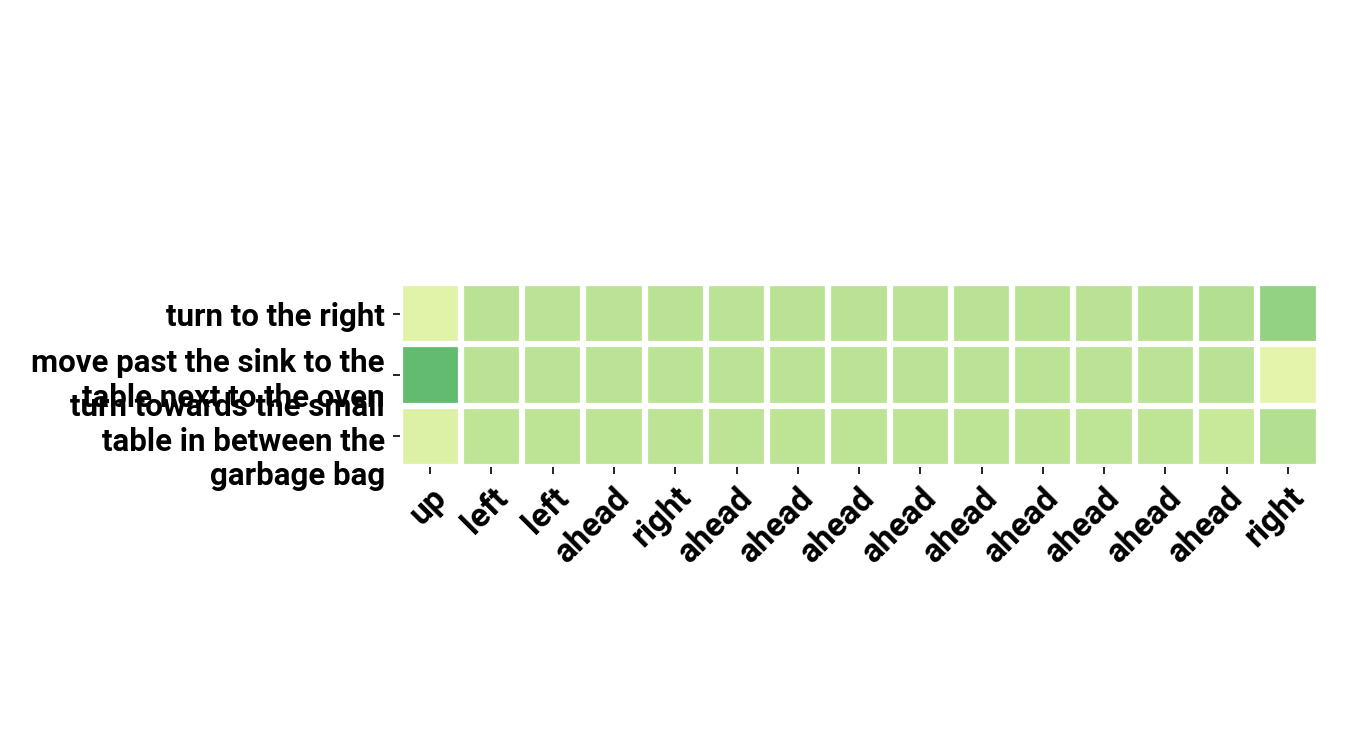 turn to the right
move past the sink to the
table next to the oven
turn towards the small
table in between the
garbage bag
up
left
left
ahead
right
ahead
ahead
ahead
ahead
ahead
ahead
ahead
ahead
ahead
right